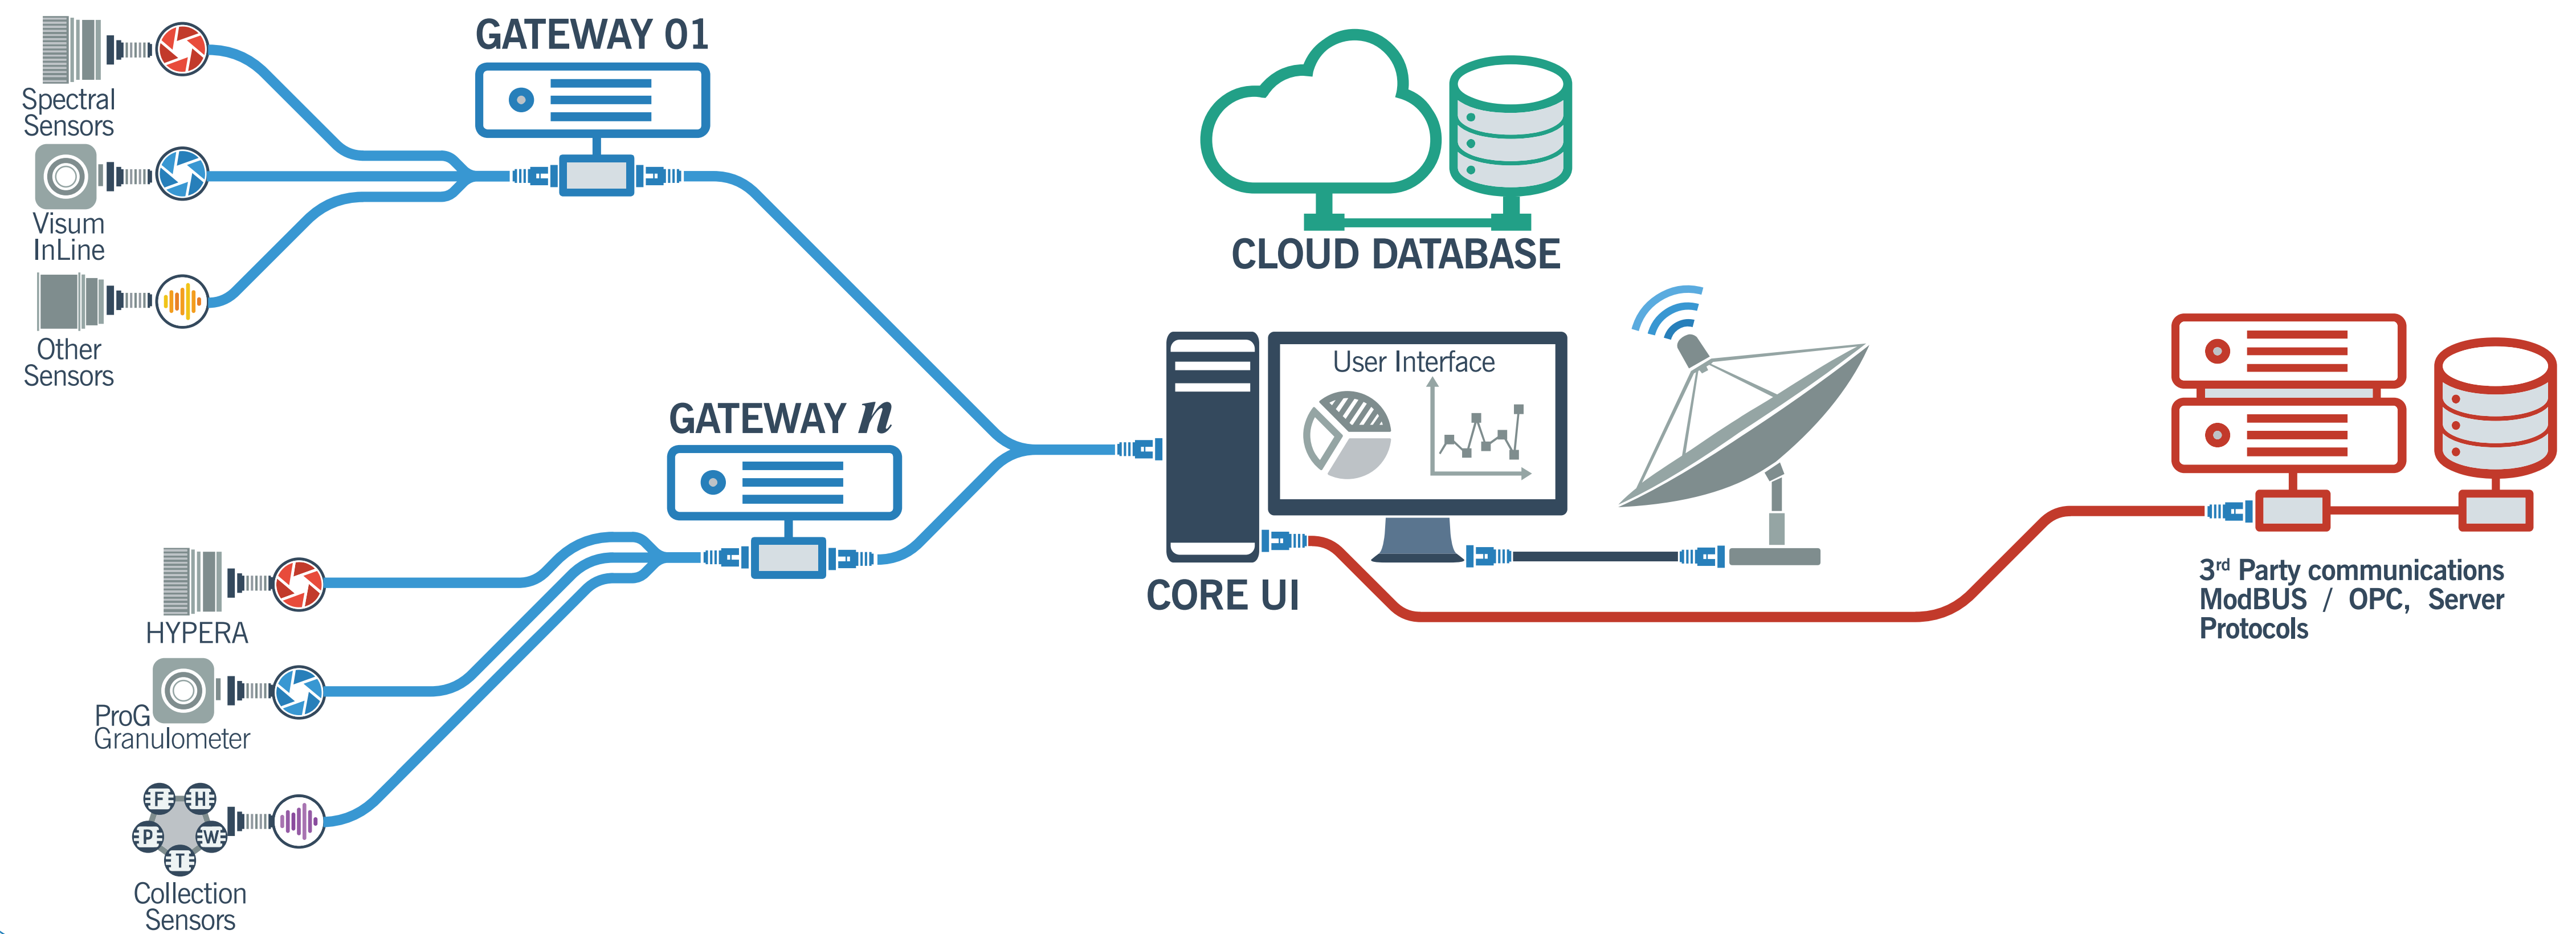 GATEWAY 01
Spectral
Sensors
Visum
InLine
Other
Sensors
GATEWAY n
HYPERA
ProG
Granulometer
F
H
P
W
T
Collection
Sensors
CLOUD DATABASE
User Interface
CORE UI
3rd Party communications
ModBUS / OPC, Server
Protocols